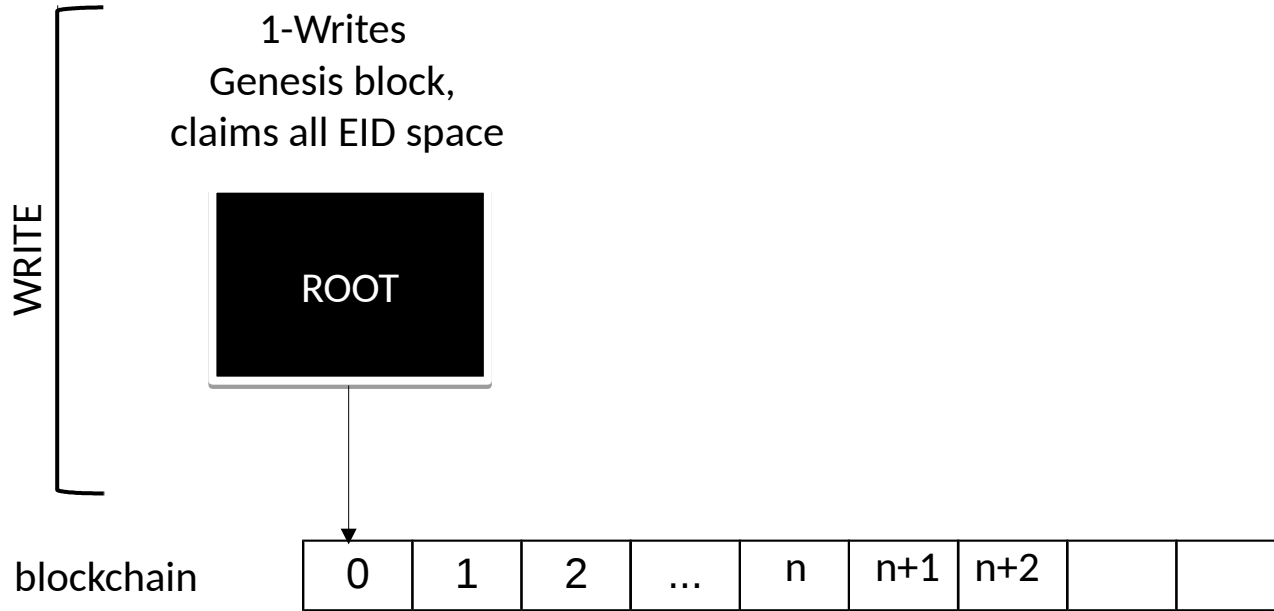 1-Writes
Genesis block,
claims all EID space
WRITE
ROOT
blockchain 0 1 2 ... n n+1 n+2